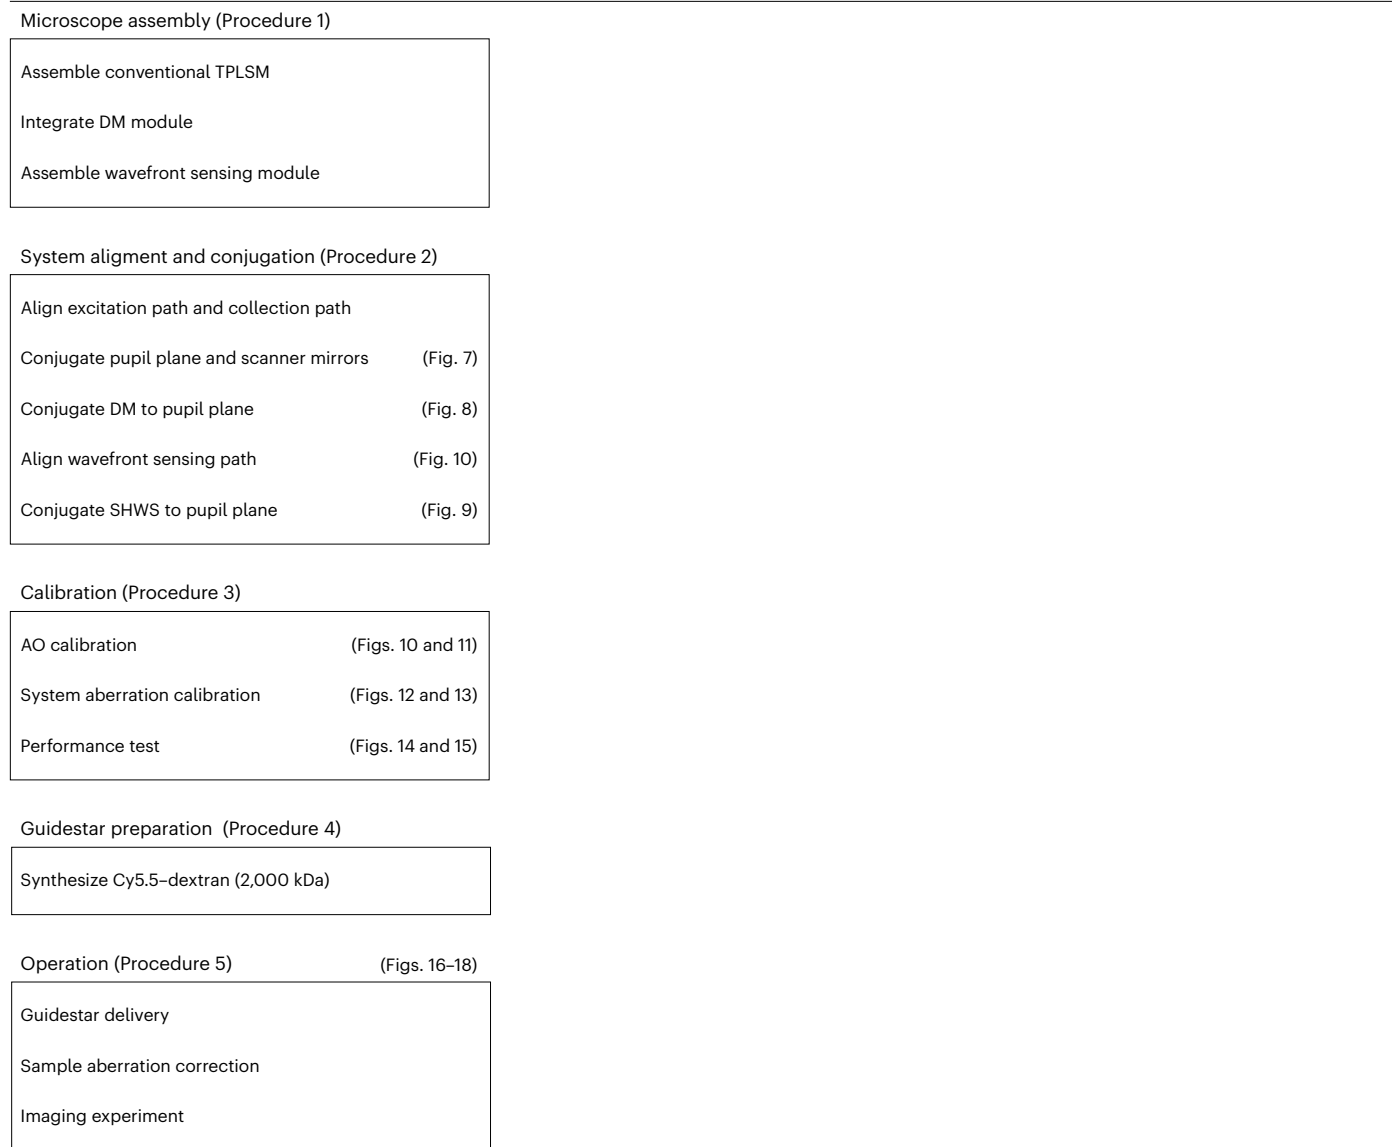 Microscope assembly (Procedure 1)
Assemble conventional TPLSM
Integrate DM module
Assemble wavefront sensing module
System aligment and conjugation (Procedure 2)
Align excitation path and collection path
Conjugate pupil plane and scanner mirrors (Fig. 7)
Conjugate DM to pupil plane (Fig. 8)
Align wavefront sensing path (Fig. 10)
Conjugate SHWS to pupil plane (Fig. 9)
Calibration (Procedure 3)
AO calibration (Figs. 10 and 11)
System aberration calibration (Figs. 12 and 13)
Performance test (Figs. 14 and 15)
Guidestar preparation (Procedure 4)
Synthesize Cy5.5–dextran (2,000 kDa)
Operation (Procedure 5) (Figs. 16–18)
Guidestar delivery
Sample aberration correction
Imaging experiment